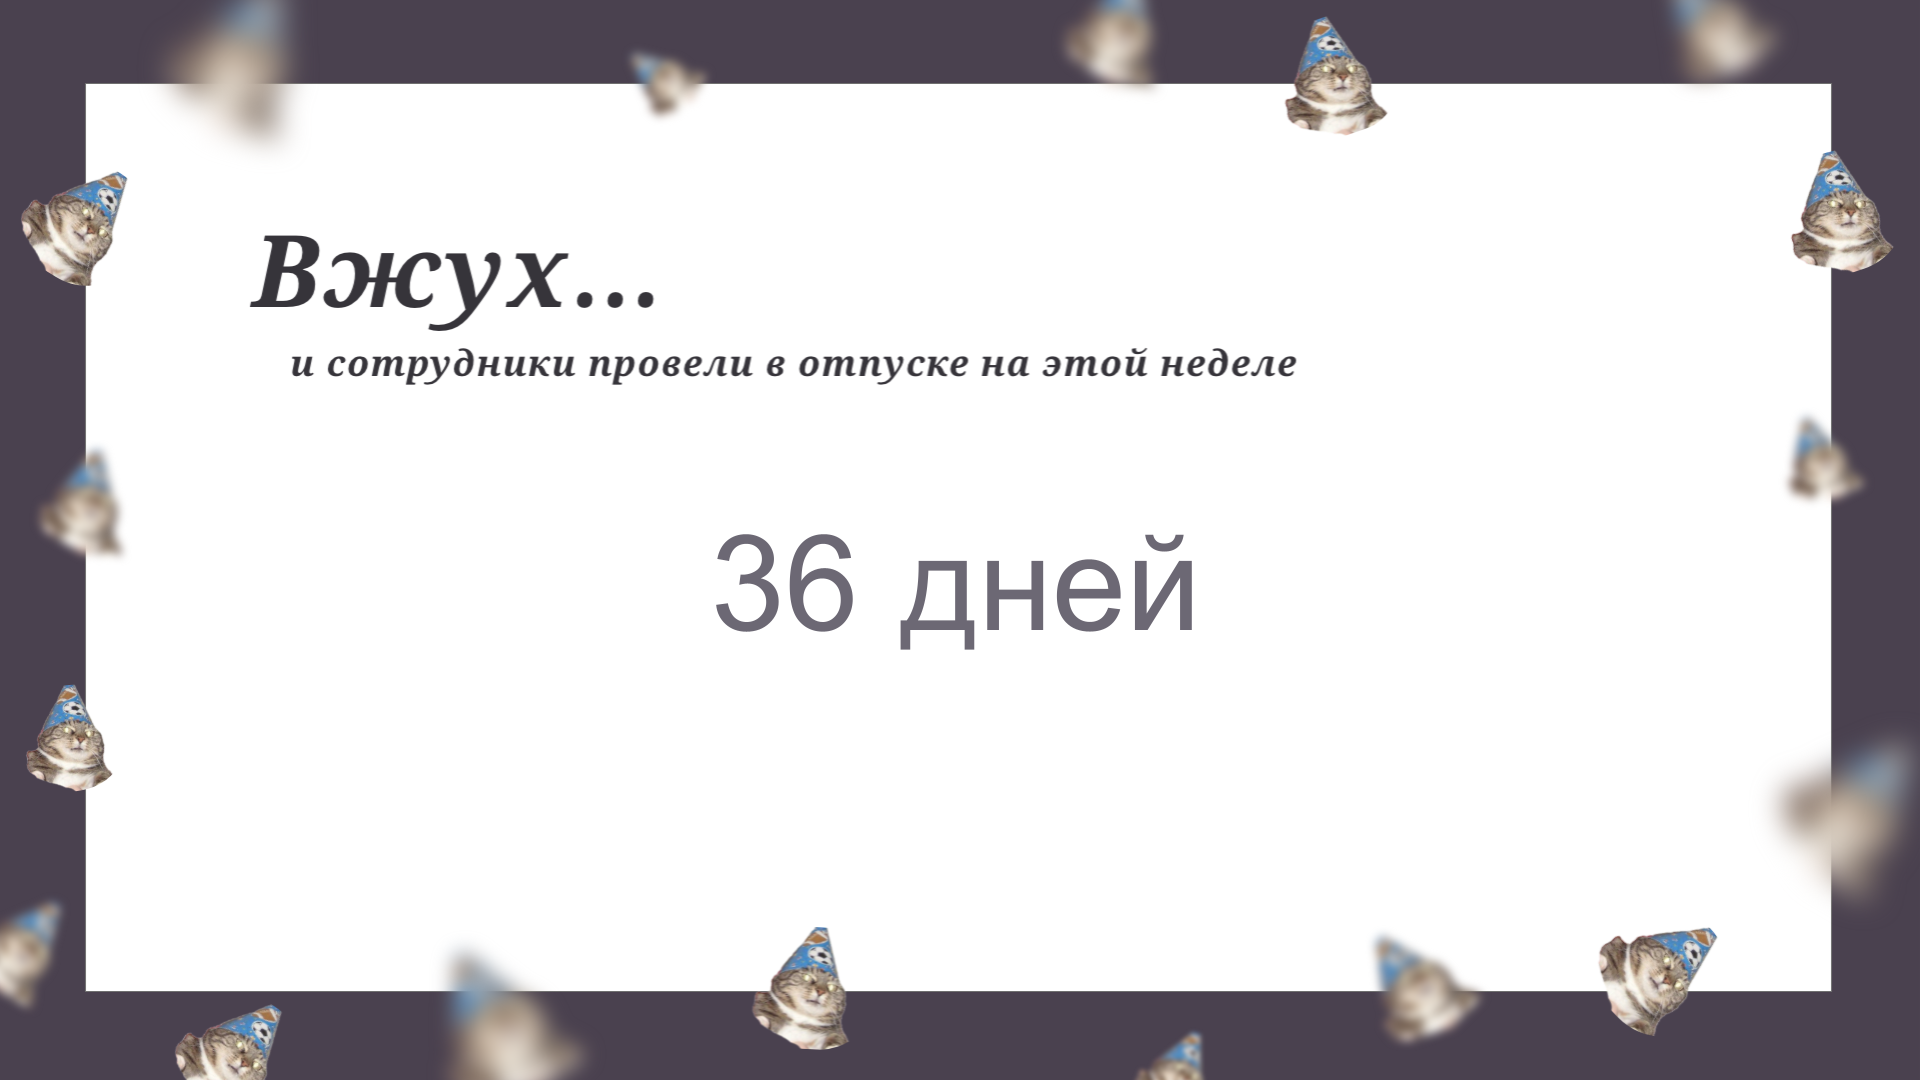 Вжух...
и сотрудники провели в отпуске на этой неделе
36 дней